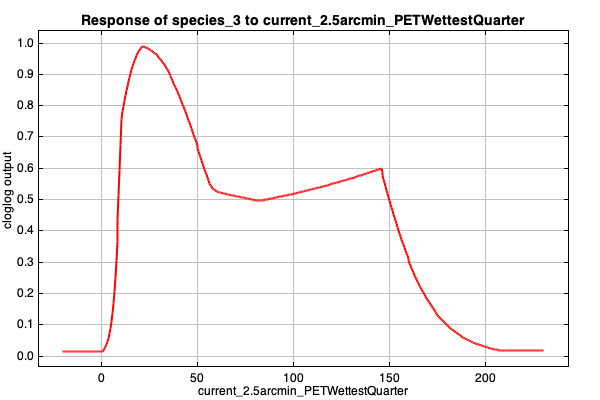 Response of species_3 to current_2.5arcmin_PETWettestQuarter
1.0
0.9
0.8
0.7
0.6
0.5
0.4
0.3
0.2
0.1
0.0
cloglog output
0 50 100 150 200
current_2.5arcmin_PETWettestQuarter